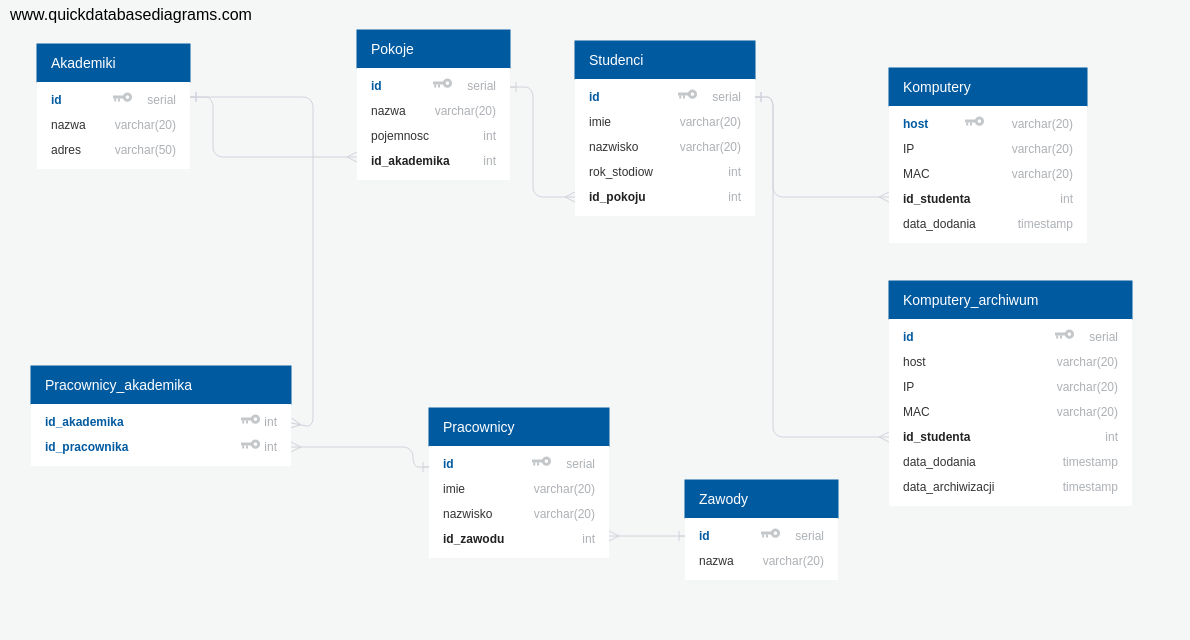 www.quickdatabasediagrams.com
Akademiki
id serial
nazwa varchar(20)
adres varchar(50)
Pokoje
id serial
nazwa varchar(20)
pojemnosc int
id_akademika int
Studenci
id serial
imie varchar(20)
nazwisko varchar(20)
rok_stodiow int
id_pokoju int
Komputery
host varchar(20)
IP varchar(20)
MAC varchar(20)
id_studenta int
data_dodania timestamp
Komputery_archiwum
id serial
host varchar(20)
IP varchar(20)
MAC varchar(20)
id_studenta int
data_dodania timestamp
data_archiwizacji timestamp
Pracownicy_akademika
id_akademika int
id_pracownika int
Pracownicy
id serial
imie varchar(20)
nazwisko varchar(20)
id_zawodu int
Zawody
id serial
nazwa varchar(20)